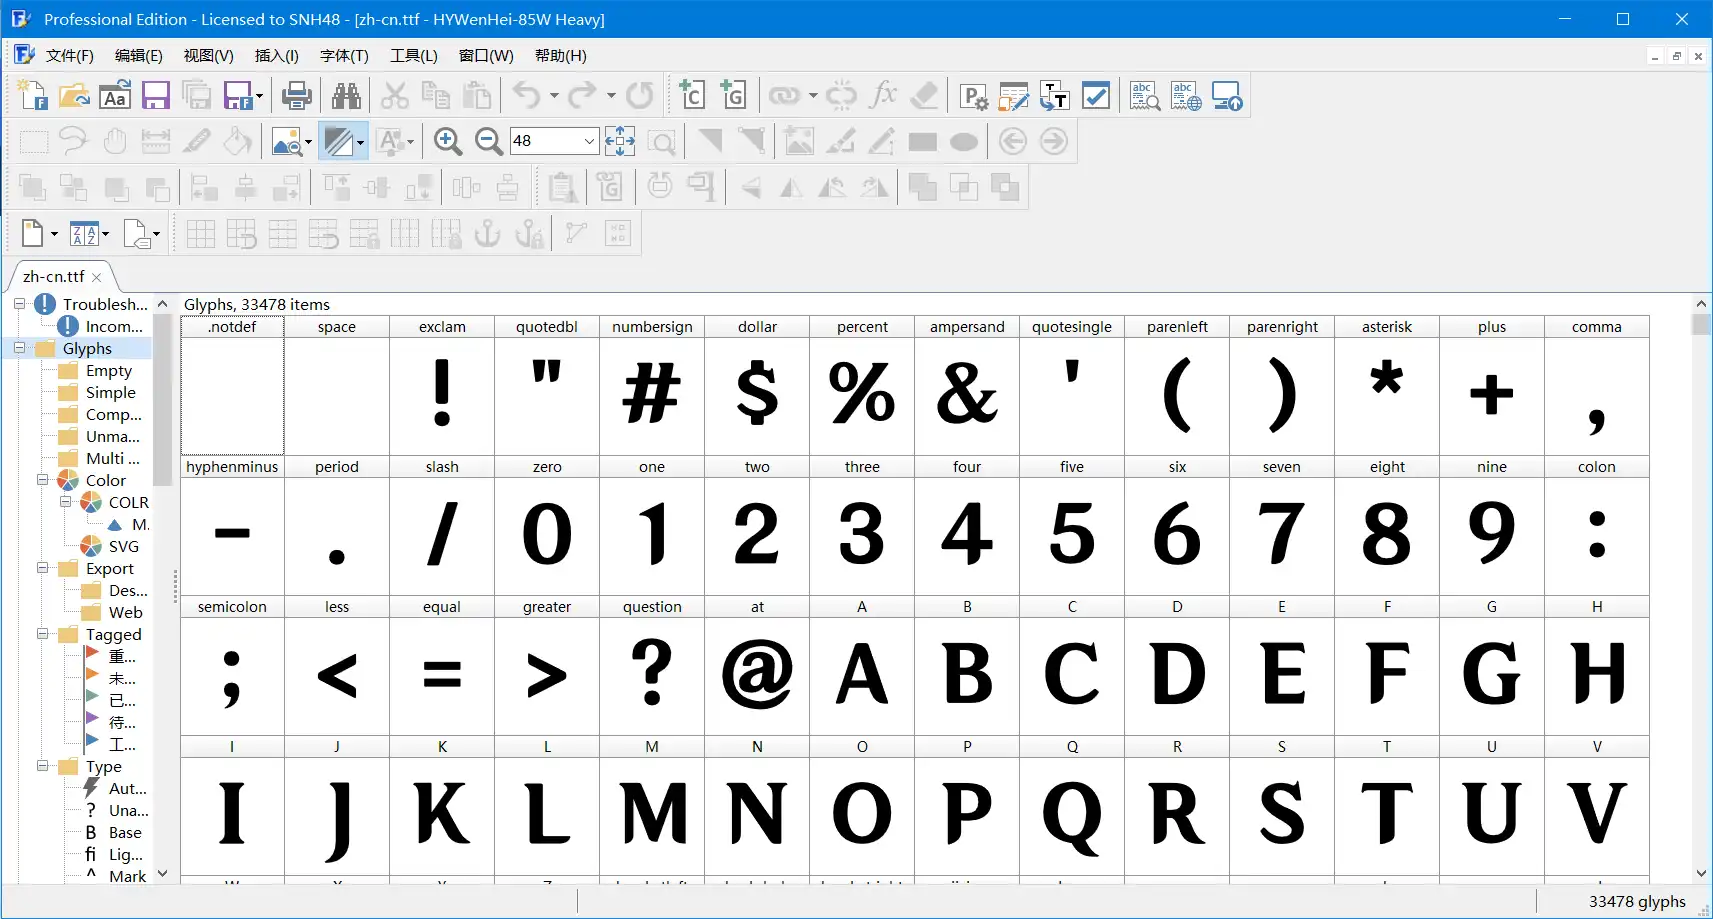 Professional Edition - Licensed to SNH48 - [zh-cn.ttf - HYWenHei-85W Heavy]
文件(F) 编辑(E) 视图(V) 插入(I) 字体(T) 工具(L) 窗口(W) 帮助(H)
48
zh-cn.ttf
Troublesh...
Incom...
Glyphs
Empty
Simple
Comp...
Unma...
Multi ...
Color
COLR
M.
SVG
Export
Des...
Web
Tagged
重...
未...
已...
待...
工...
Type
Aut...
? Una...
B Base
fi Lig...
^ Mark
Glyphs, 33478 items
.notdef space exclam quotedbl numbersign dollar percent ampersand quotesingle parenleft parenright asterisk plus comma
! " # $ % & ' ( ) * + ,
hyphenminus period slash zero one two three four five six seven eight nine colon
- . / 0 1 2 3 4 5 6 7 8 9 :
semicolon less equal greater question at A B C D E F G H
; < = > ? @ A B C D E F G H
I J K L M N O P Q R S T U V
I J K L M N O P Q R S T U V
33478 glyphs